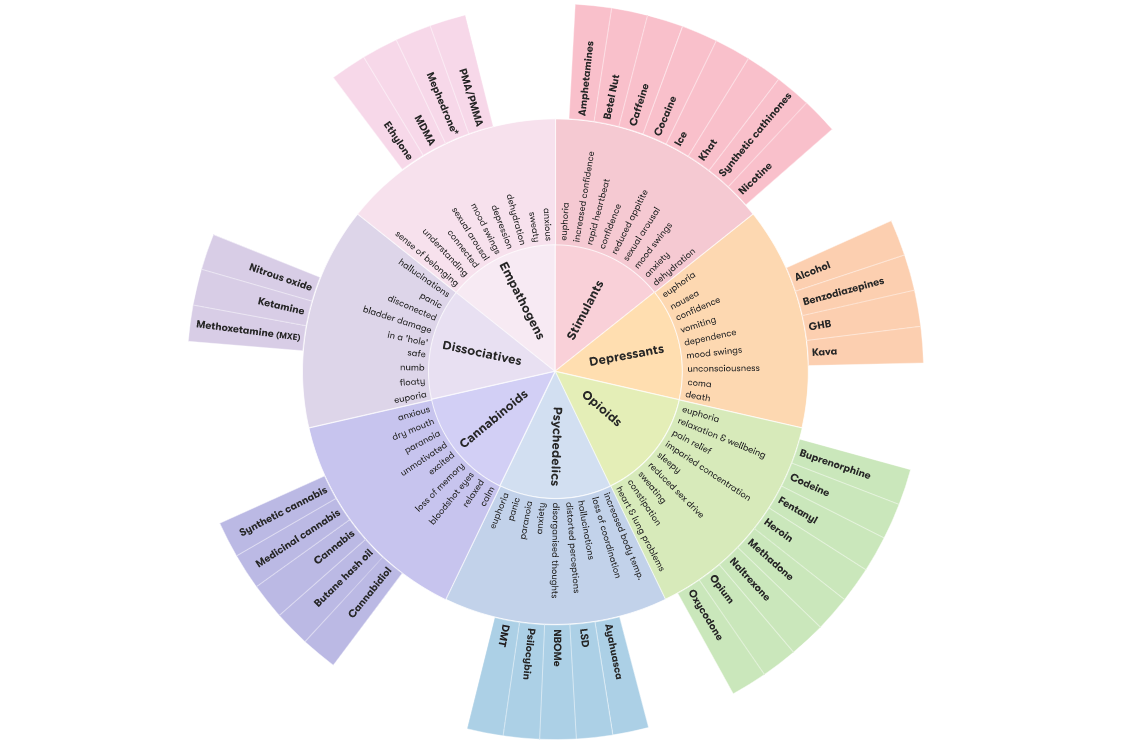 Stimulants
euphoria
increased confidence
rapid heartbeat
confidence
reduced appitite
sexual arousal
mood swings
anxiety
dehydration
Amphetamines
Betel Nut
Caffeine
Cocaine
Ice
Khat
Synthetic cathinones
Nicotine
Depressants
euphoria
nausea
confidence
vomiting
dependence
mood swings
unconsciousness
coma
death
Alcohol
Benzodiazepines
GHB
Kava
Opioids
euphoria
relaxation & wellbeing
pain relief
imparied concentration
sleepy
reduced sex drive
sweating
constipation
heart & lung problems
Buprenorphine
Codeine
Fentanyl
Heroin
Methadone
Naltrexone
Opium
Oxycodone
Psychedelics
increased body temp.
loss of coordination
hallucinations
distorted perceptions
disorganised thoughts
anxiety
paranoia
panic
euphoria
Ayahuasca
LSD
NBOMe
Psilocybin
DMT
Cannabinoids
calm
relaxed
bloodshot eyes
loss of memory
excited
unmotivated
paranoia
dry mouth
anxious
Cannabidiol
Butane hash oil
Cannabis
Medicinal cannabis
Synthetic cannabis
Dissociatives
euporia
floaty
numb
safe
in a 'hole'
bladder damage
disconected
panic
hallucinations
Methoxetamine (MXE)
Ketamine
Nitrous oxide
Empathogens
sense of belonging
understanding
connected
sexual arousal
mood swings
depression
dehydration
sweaty
anxious
Ethylone
MDMA
Mephedrone*
PMA/PMMA